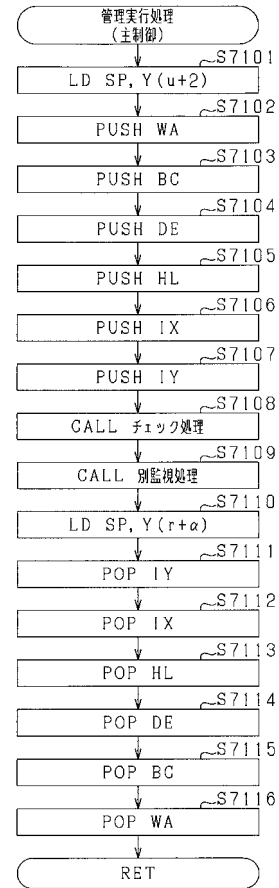 管理実行処理
(主制御)
S7101
LD SP, Y(u+2)
S7102
PUSH WA
S7103
PUSH BC
S7104
PUSH DE
S7105
PUSH HL
S7106
PUSH IX
S7107
PUSH IY
S7108
CALL チェック処理
S7109
CALL 別監視処理
S7110
LD SP, Y(r+α)
S7111
POP IY
S7112
POP IX
S7113
POP HL
S7114
POP DE
S7115
POP BC
S7116
POP WA
RET